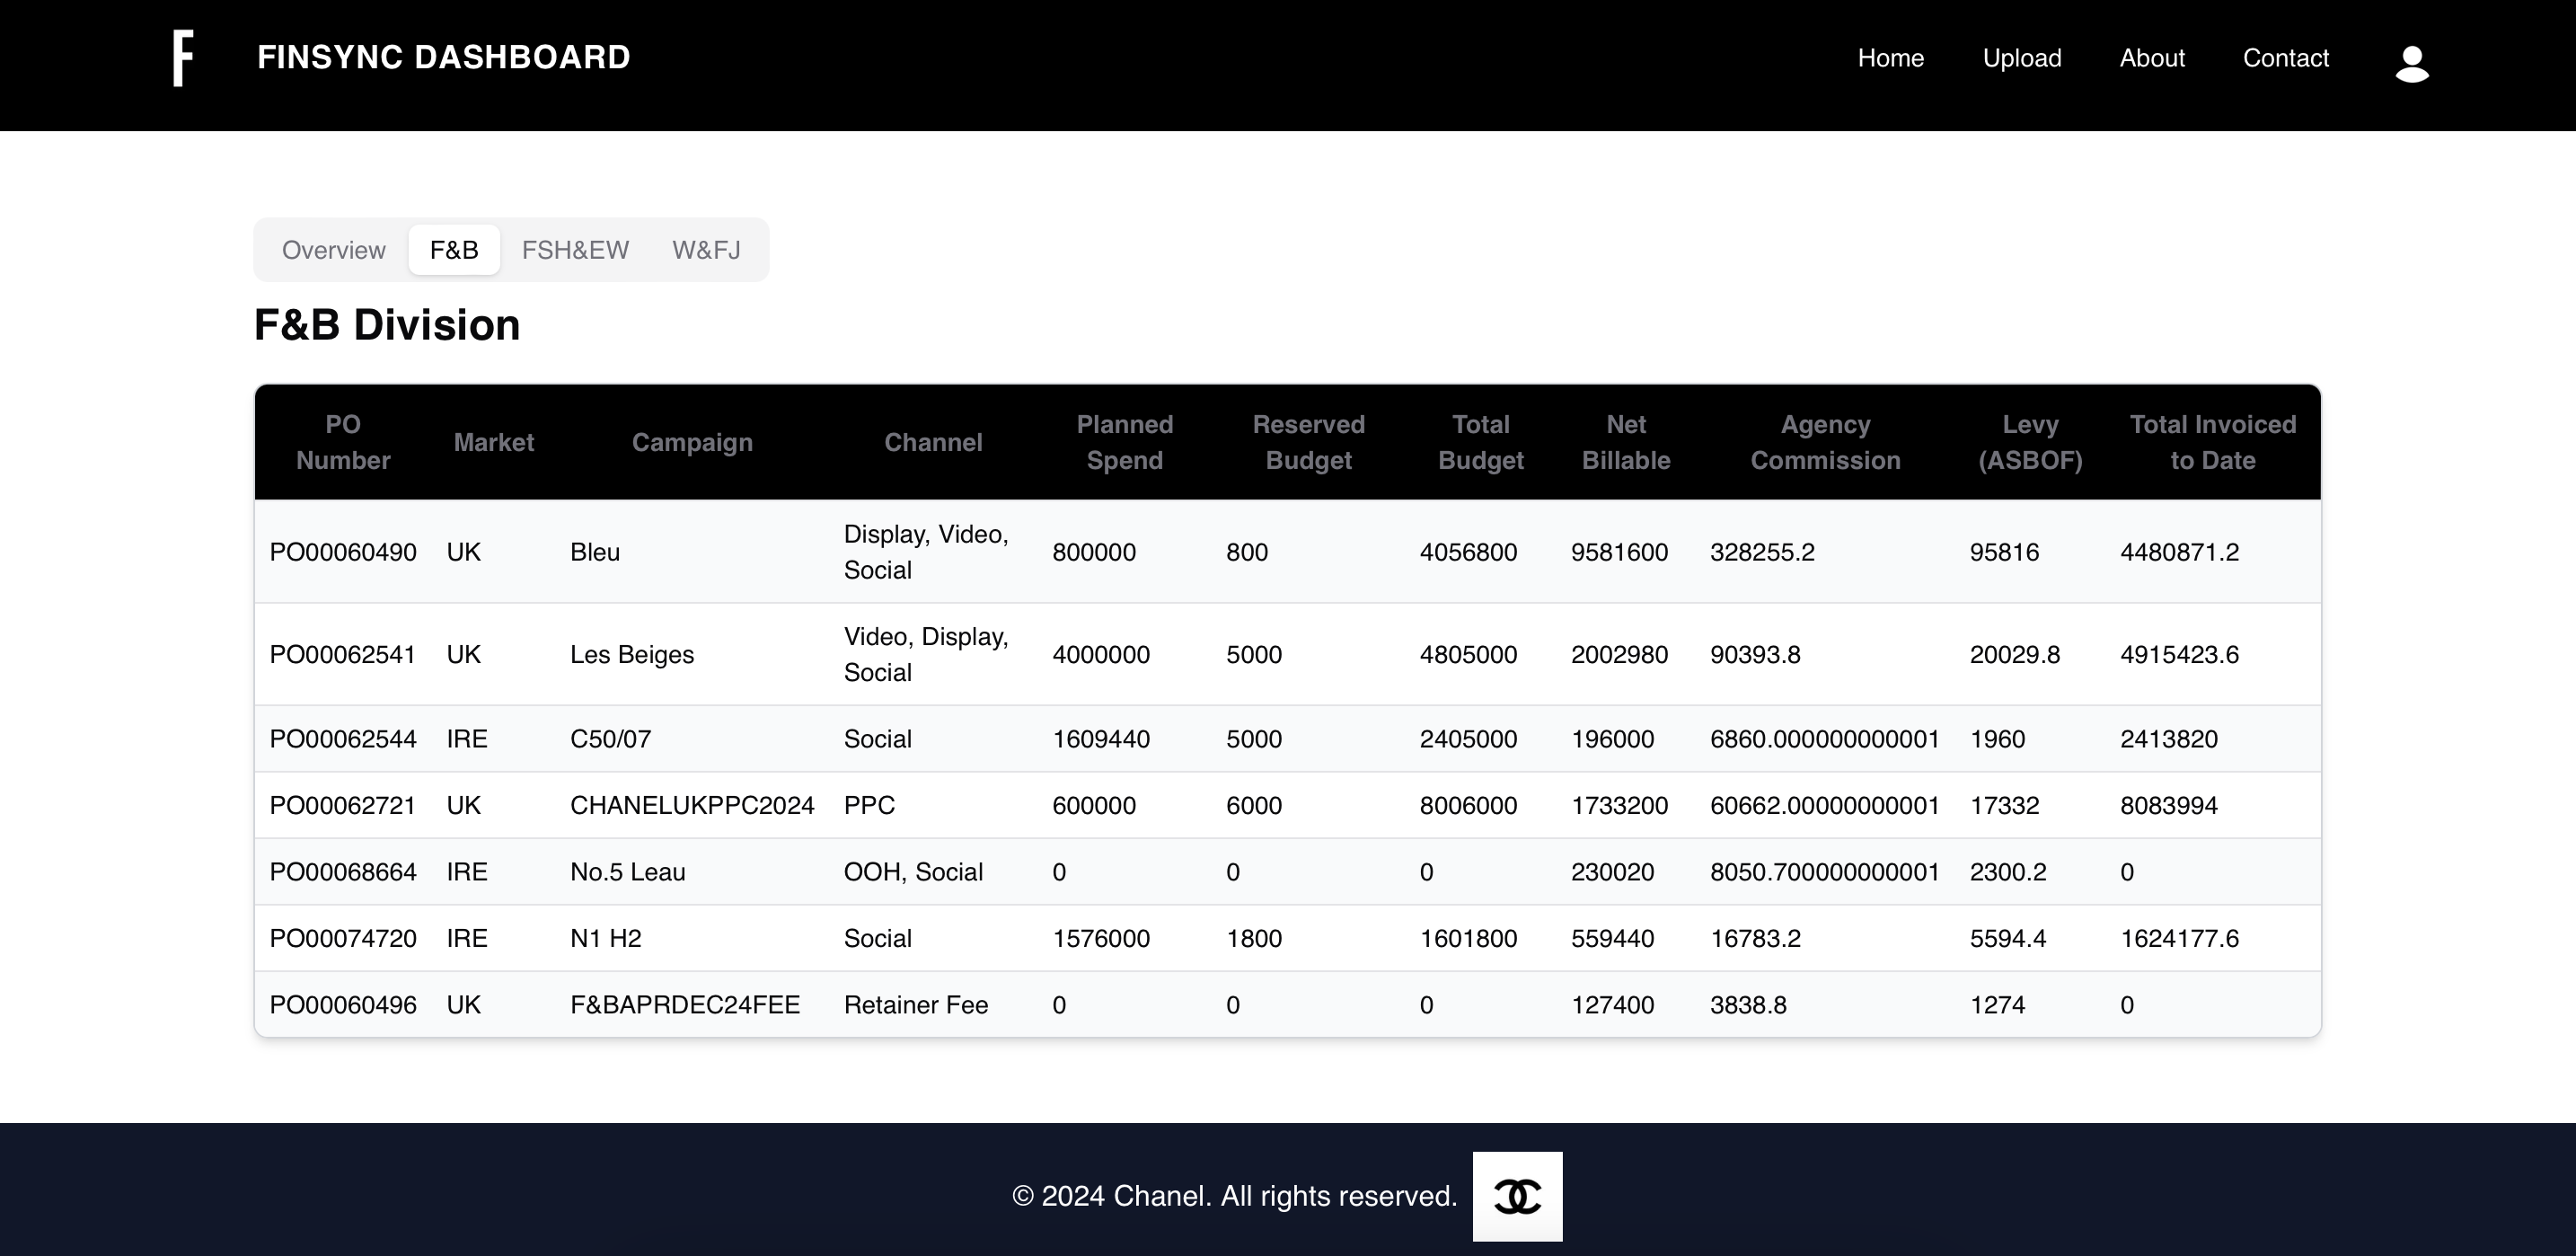 F FINSYNC DASHBOARD Home Upload About Contact
Overview F&B FSH&EW W&FJ
F&B Division
PO Number Market Campaign Channel Planned Spend Reserved Budget Total Budget Net Billable Agency Commission Levy (ASBOF) Total Invoiced to Date
PO00060490 UK Bleu Display, Video, Social 800000 800 4056800 9581600 328255.2 95816 4480871.2
PO00062541 UK Les Beiges Video, Display, Social 4000000 5000 4805000 2002980 90393.8 20029.8 4915423.6
PO00062544 IRE C50/07 Social 1609440 5000 2405000 196000 6860.000000000001 1960 2413820
PO00062721 UK CHANELUKPPC2024 PPC 600000 6000 8006000 1733200 60662.00000000001 17332 8083994
PO00068664 IRE No.5 Leau OOH, Social 0 0 0 230020 8050.700000000001 2300.2 0
PO00074720 IRE N1 H2 Social 1576000 1800 1601800 559440 16783.2 5594.4 1624177.6
PO00060496 UK F&BAPRDEC24FEE Retainer Fee 0 0 0 127400 3838.8 1274 0
© 2024 Chanel. All rights reserved.